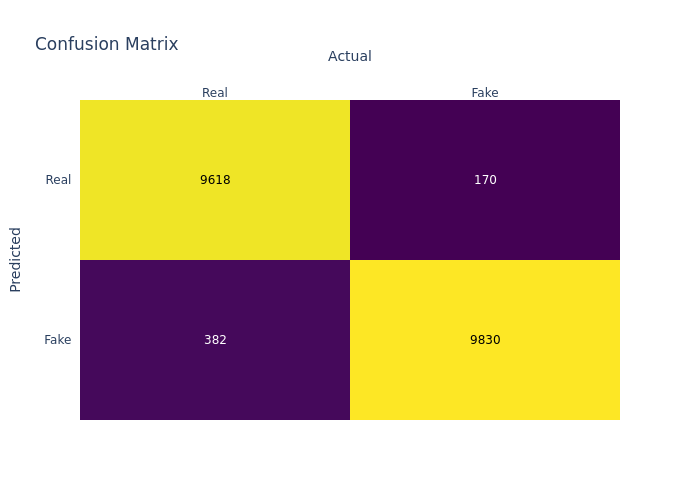 Confusion Matrix
Actual
Real Fake
Real 9618 170
Predicted
Fake 382 9830